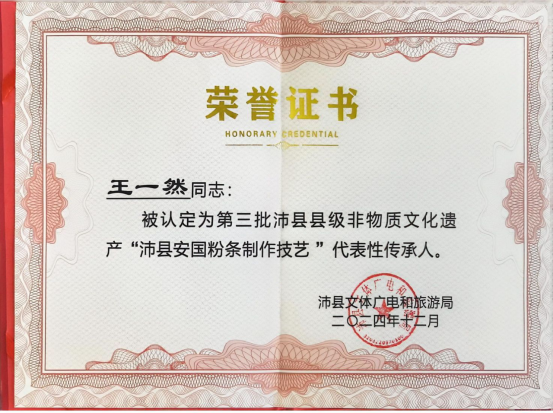 荣誉证书
HONORARY CREDENTIAL
王一然同志：
被认定为第三批沛县县级非物质文化遗
产“沛县安国粉条制作技艺”代表性传承人。
沛县文体广电和旅游局
二〇二四年十二月